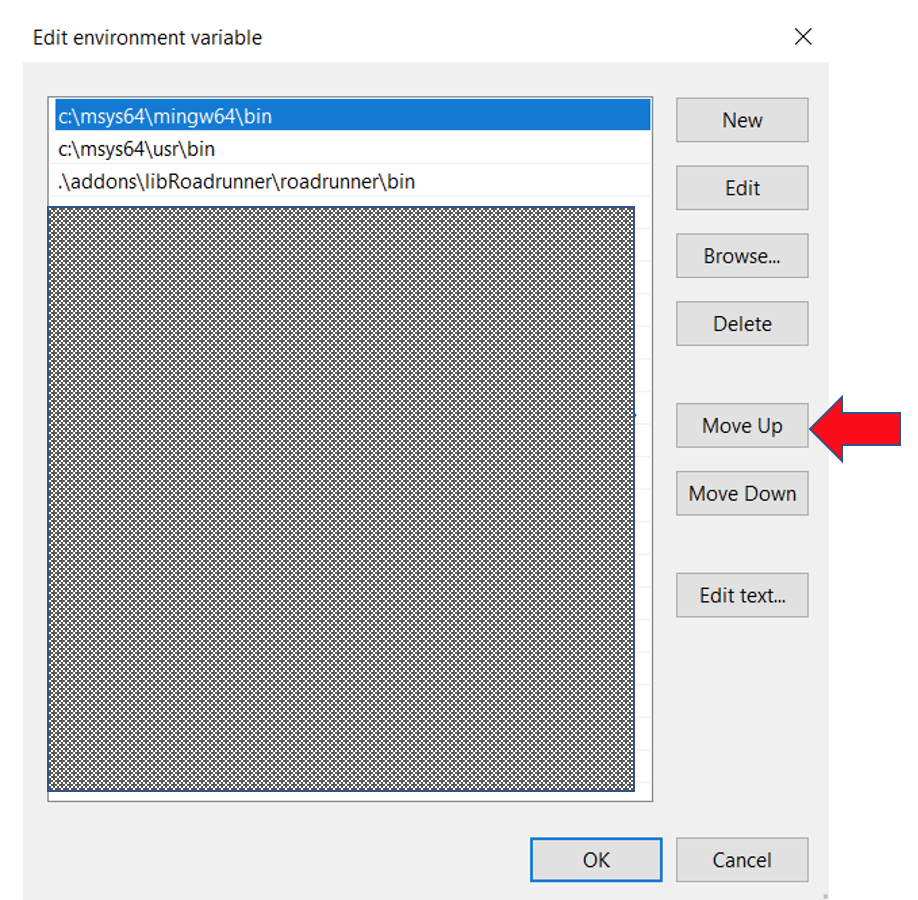 Edit environment variable
c:\msys64\mingw64\bin
c:\msys64\usr\bin
.\addons\libRoadrunner\roadrunner\bin
New
Edit
Browse...
Delete
Move Up
Move Down
Edit text...
OK
Cancel